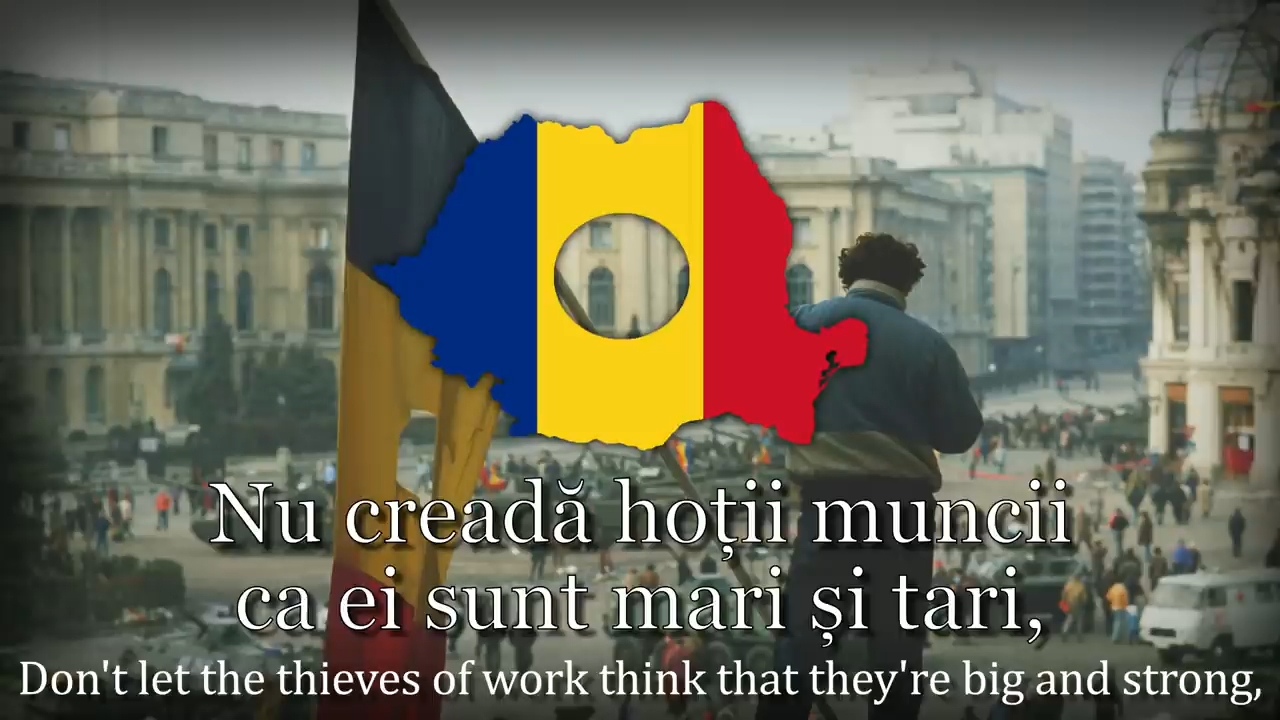 Nu creadă hoții muncii
ca ei sunt mari și tari,
Don't let the thieves of work think that they're big and strong,